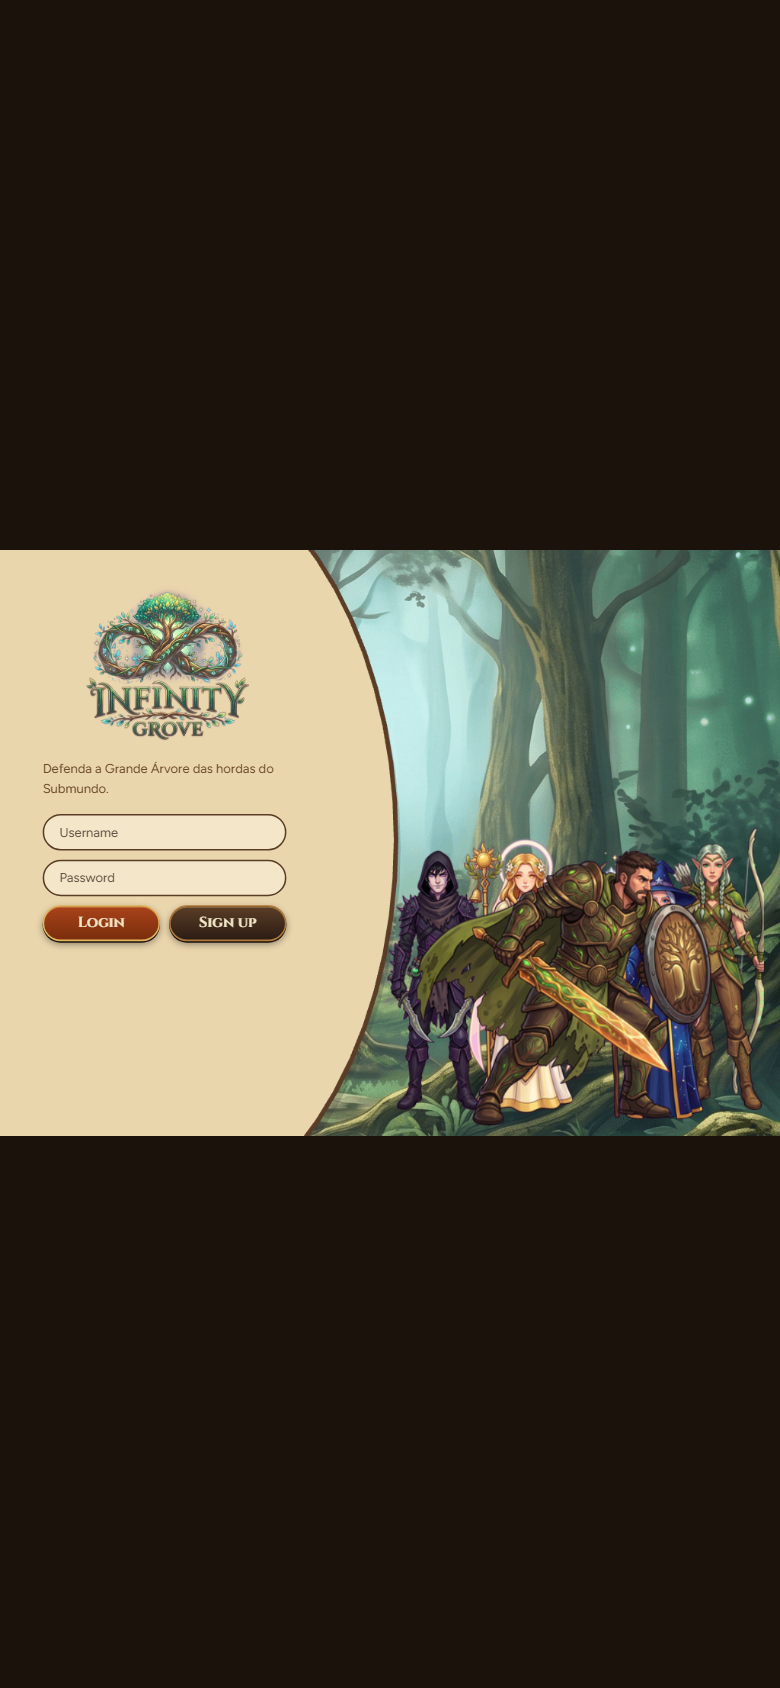 INFINITY
GROVE
Defenda a Grande Árvore das hordas do
Submundo.
Username
Password
LOGIN
SIGN UP